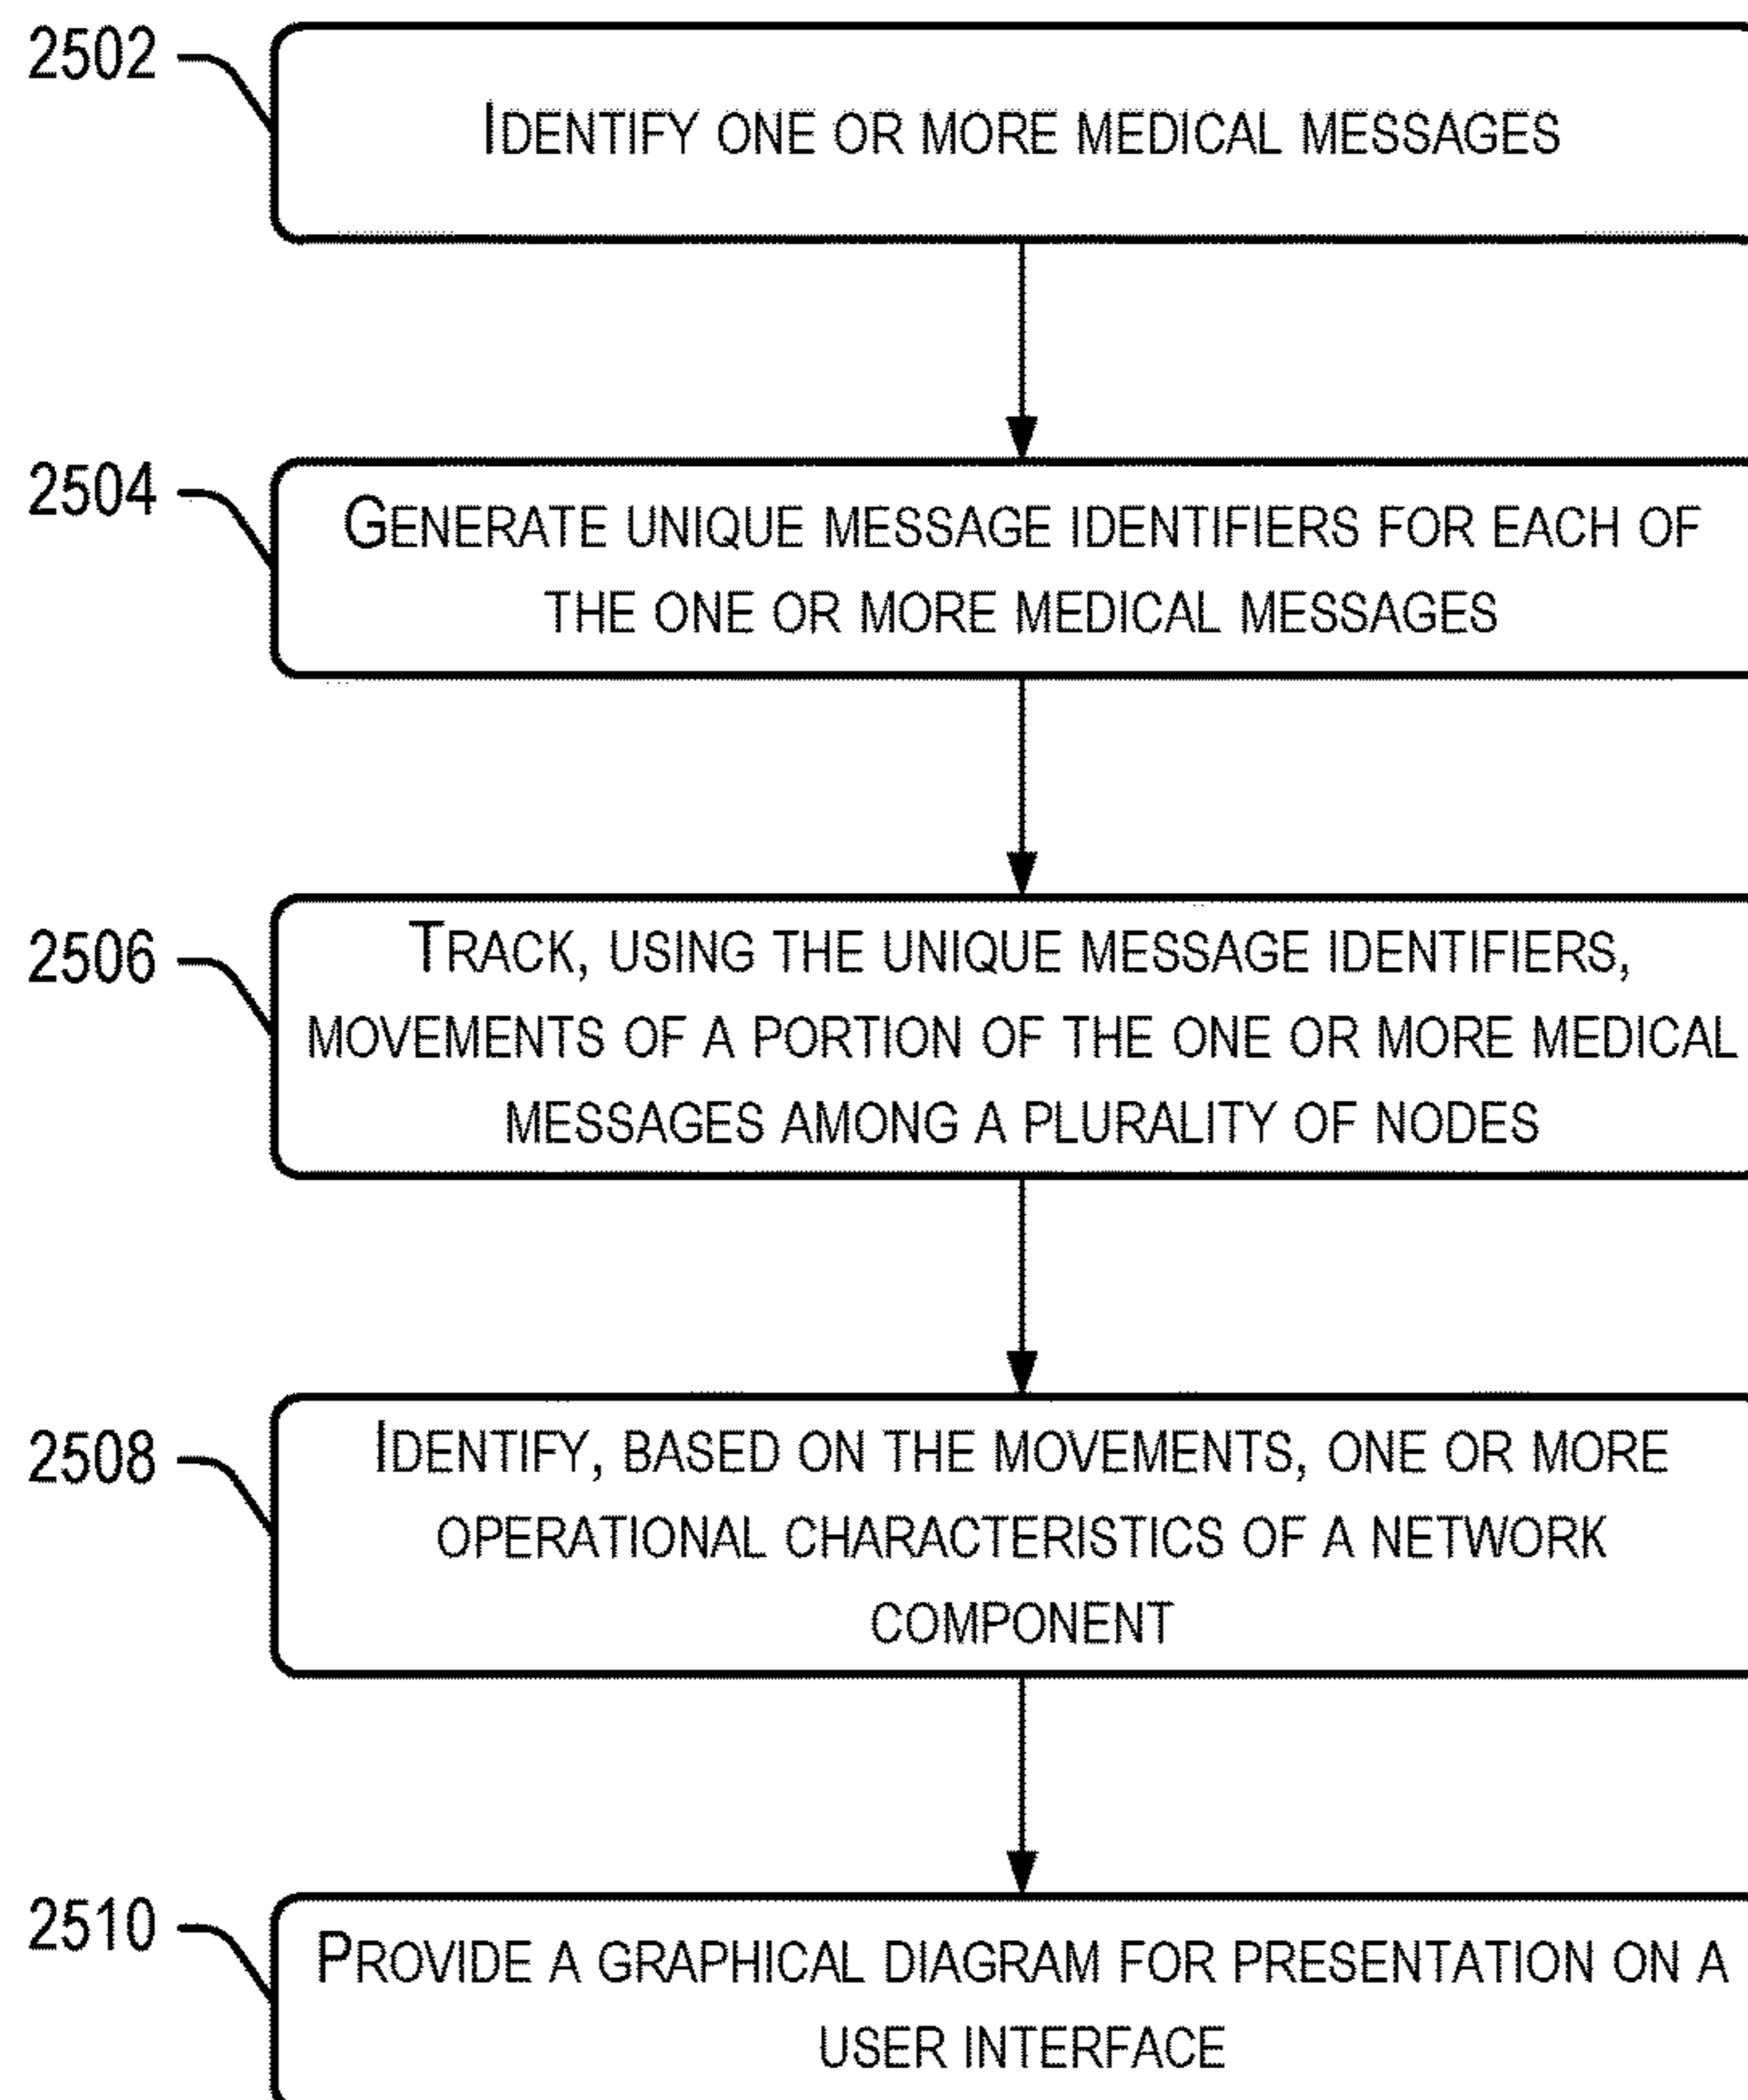 2502
IDENTIFY ONE OR MORE MEDICAL MESSAGES
2504
GENERATE UNIQUE MESSAGE IDENTIFIERS FOR EACH OF
THE ONE OR MORE MEDICAL MESSAGES
2506
TRACK, USING THE UNIQUE MESSAGE IDENTIFIERS,
MOVEMENTS OF A PORTION OF THE ONE OR MORE MEDICAL
MESSAGES AMONG A PLURALITY OF NODES
2508
IDENTIFY, BASED ON THE MOVEMENTS, ONE OR MORE
OPERATIONAL CHARACTERISTICS OF A NETWORK
COMPONENT
2510
PROVIDE A GRAPHICAL DIAGRAM FOR PRESENTATION ON A
USER INTERFACE